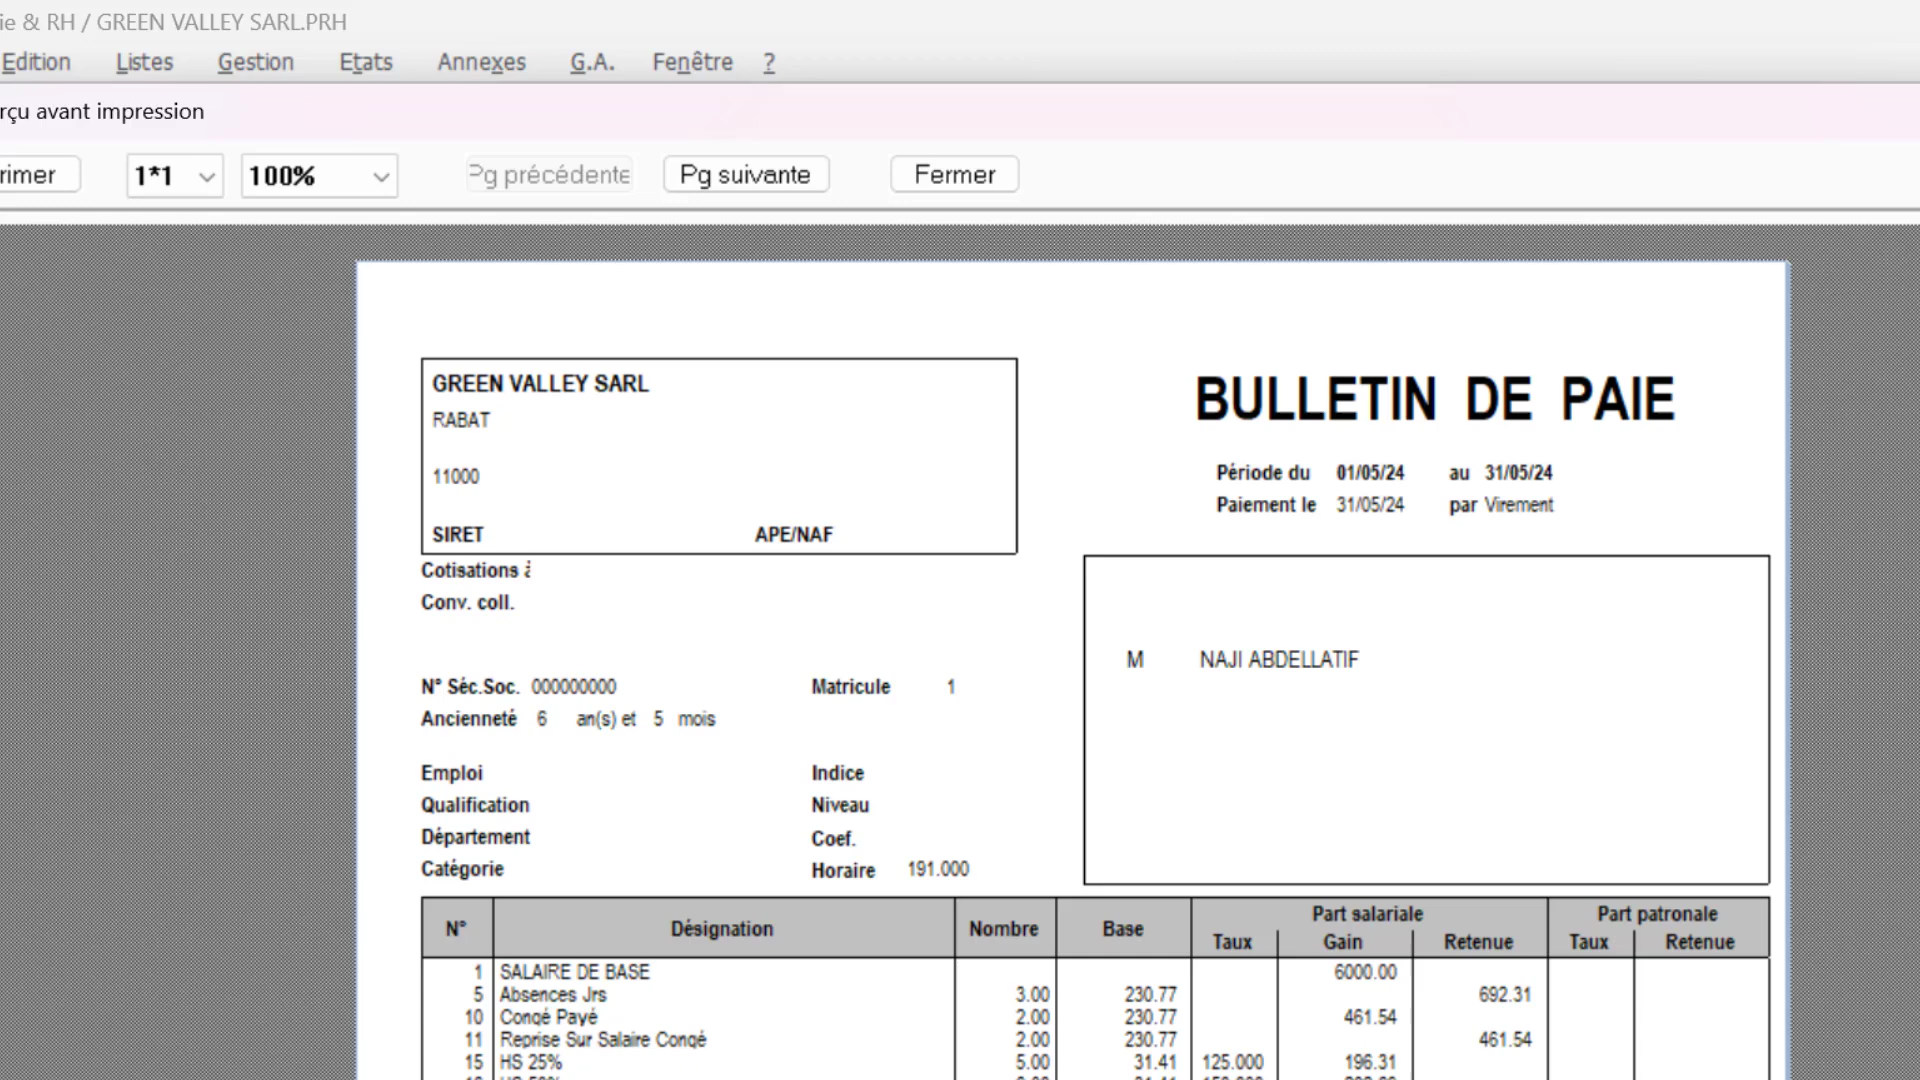 ie & RH / GREEN VALLEY SARL.PRH
Edition Listes Gestion Etats Annexes G.A. Fenêtre ?
rçu avant impression
rimer 1*1 100% Pg précédente Pg suivante Fermer
GREEN VALLEY SARL
RABAT
11000
SIRET APE/NAF
BULLETIN DE PAIE
Période du 01/05/24 au 31/05/24
Paiement le 31/05/24 par Virement
Cotisations à
Conv. coll.
M NAJI ABDELLATIF
N° Séc.Soc. 000000000 Matricule 1
Ancienneté 6 an(s) et 5 mois
Emploi Indice
Qualification Niveau
Département Coef.
Catégorie Horaire 191.000
N° Désignation Nombre Base Part salariale Part patronale
Taux Gain Retenue Taux Retenue
1 SALAIRE DE BASE 6000.00
5 Absences Jrs 3.00 230.77 692.31
10 Congé Payé 2.00 230.77 461.54
11 Reprise Sur Salaire Congé 2.00 230.77 461.54
15 HS 25% 5.00 31.41 125.000 196.31